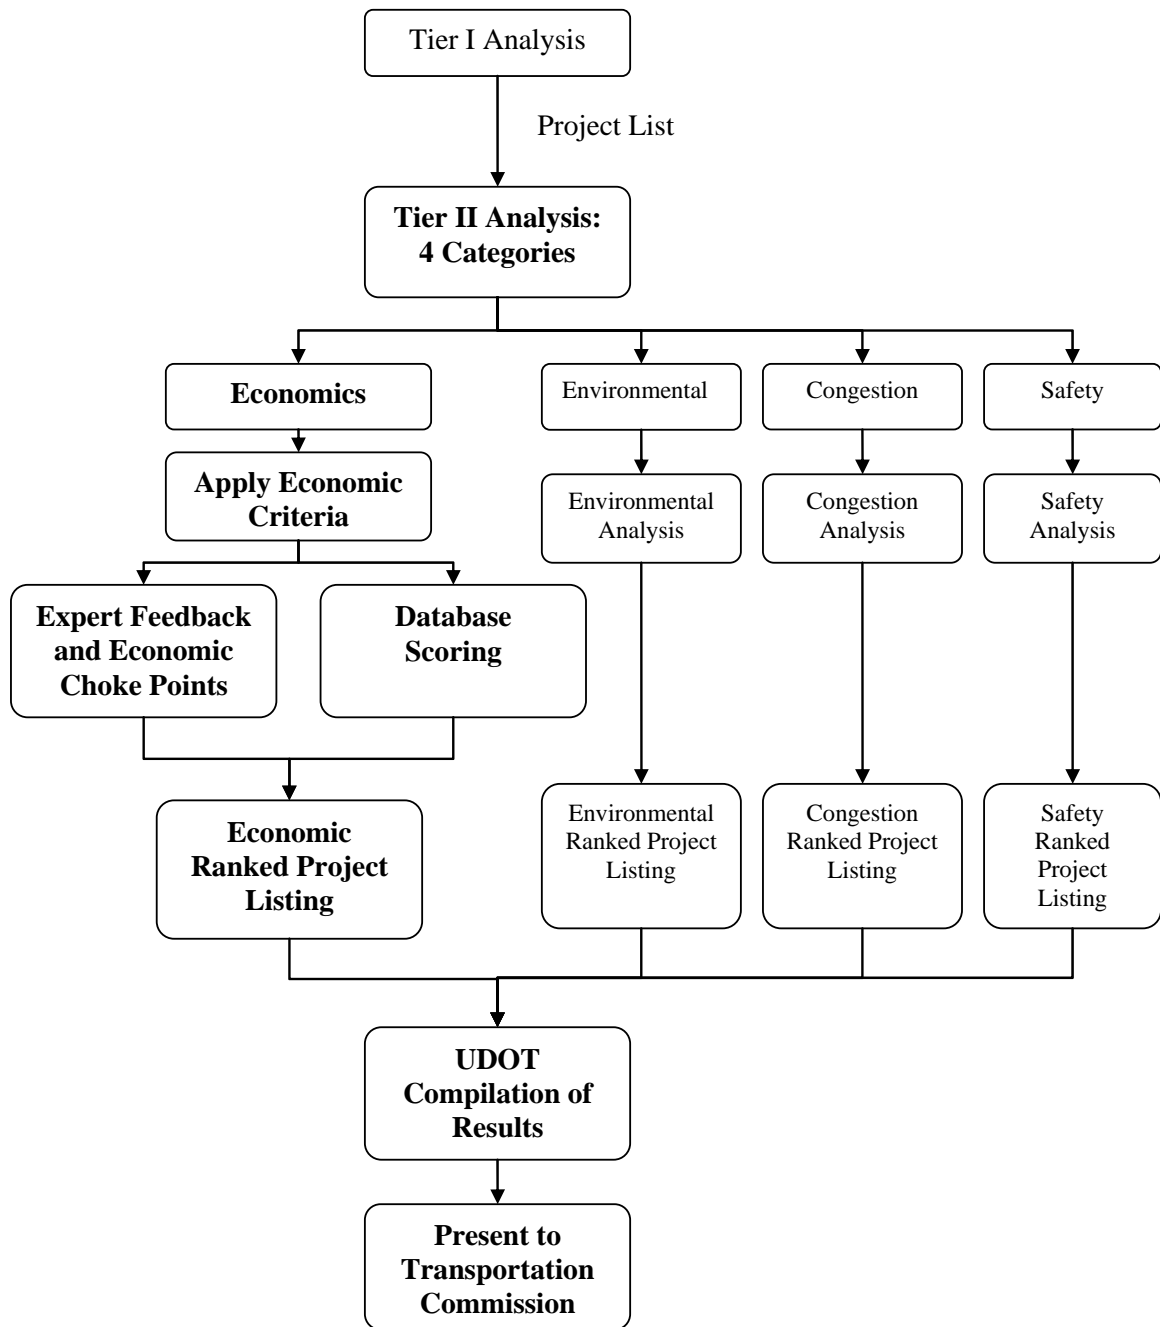 Tier I Analysis
Project List
Tier II Analysis:
4 Categories
Economics
Environmental
Congestion
Safety
Apply Economic
Criteria
Environmental
Analysis
Congestion
Analysis
Safety
Analysis
Expert Feedback
and Economic
Choke Points
Database
Scoring
Economic
Ranked Project
Listing
Environmental
Ranked Project
Listing
Congestion
Ranked Project
Listing
Safety
Ranked
Project
Listing
UDOT
Compilation of
Results
Present to
Transportation
Commission